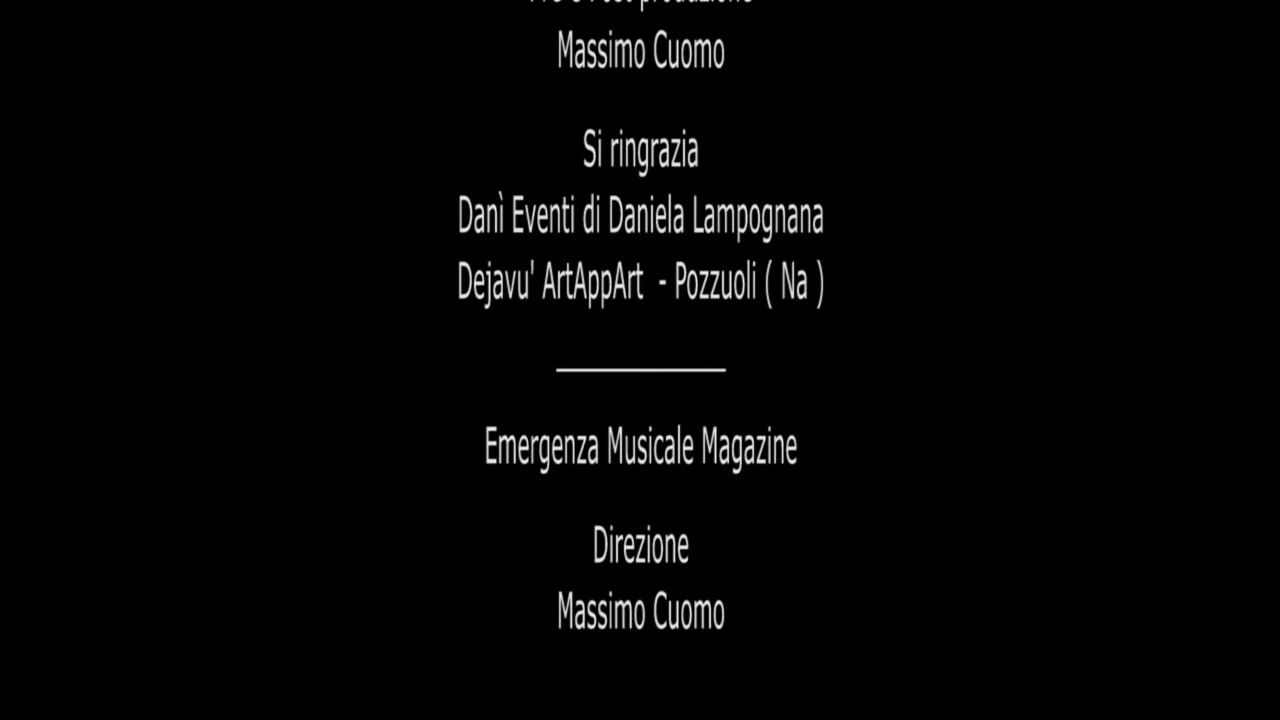 produzione
Massimo Cuomo
Si ringrazia
Danì Eventi di Daniela Lampognana
Dejavu' ArtAppArt - Pozzuoli ( Na )
Emergenza Musicale Magazine
Direzione
Massimo Cuomo